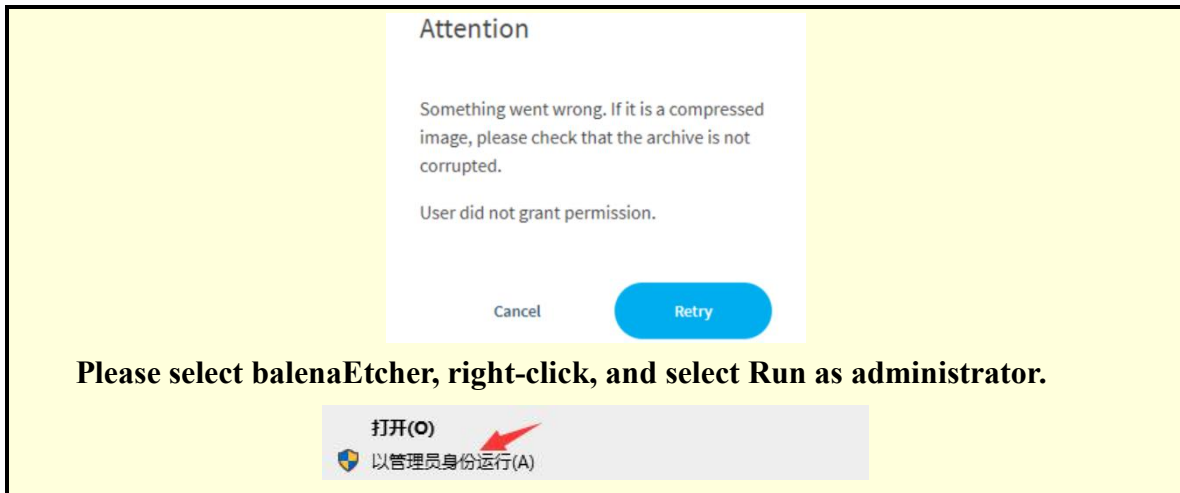 Attention
Something went wrong. If it is a compressed
image, please check that the archive is not
corrupted.
User did not grant permission.
Cancel
Retry
Please select balenaEtcher, right-click, and select Run as administrator.
打开(O)
以管理员身份运行(A)